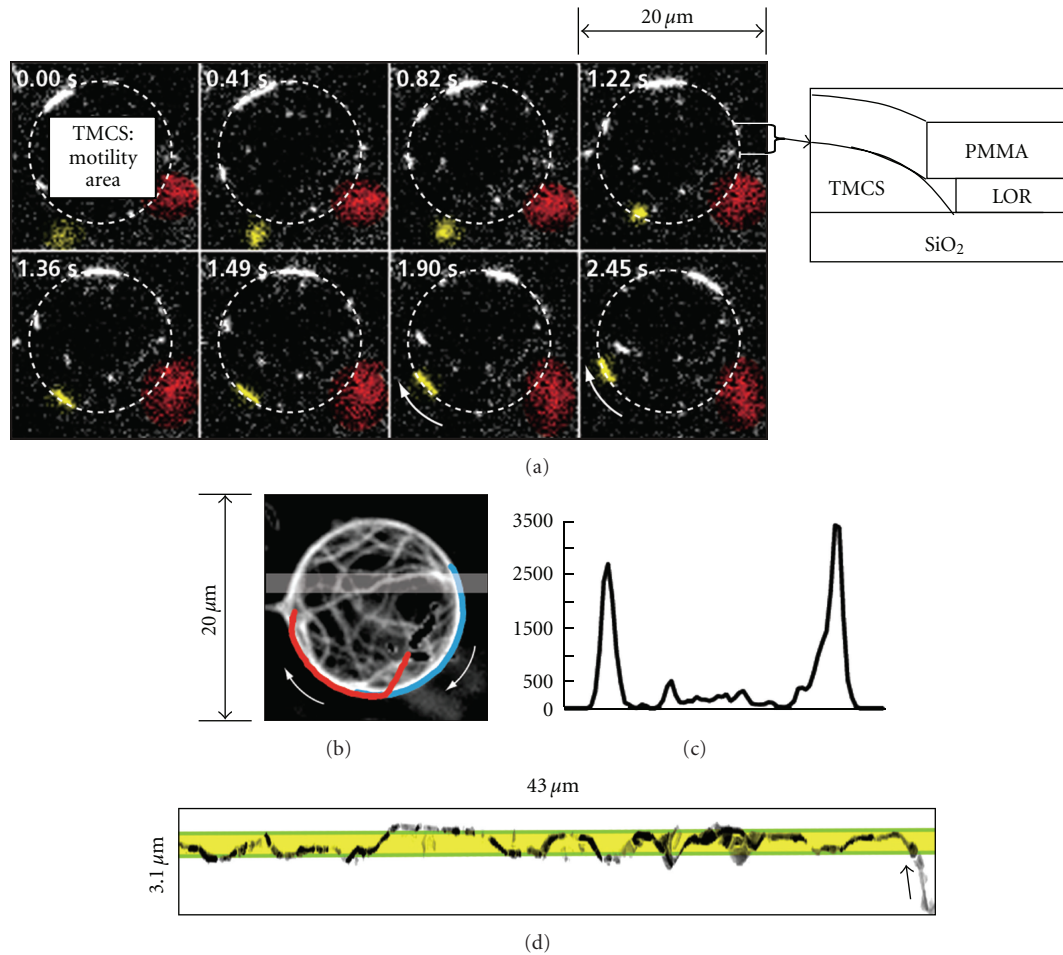 20 µm
0.00 s
0.41 s
0.82 s
1.22 s
TMCS:
motility
area
PMMA
TMCS
LOR
SiO₂
1.36 s
1.49 s
1.90 s
2.45 s
(a)
20 µm
3500
2500
1500
500
0
(b)
(c)
43 µm
3.1 µm
(d)